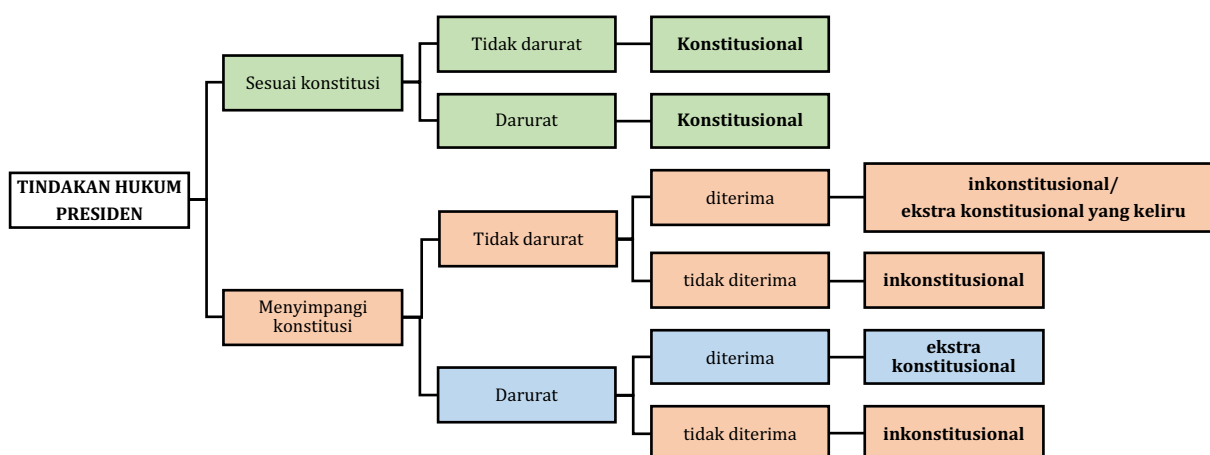 Tidak darurat
Konstitusional
Sesuai konstitusi
Darurat
Konstitusional
TINDAKAN HUKUM
PRESIDEN
diterima
inkonstitusional/
ekstra konstitusional yang keliru
Tidak darurat
tidak diterima
inkonstitusional
Menyimpangi
konstitusi
diterima
ekstra
konstitusional
Darurat
tidak diterima
inkonstitusional